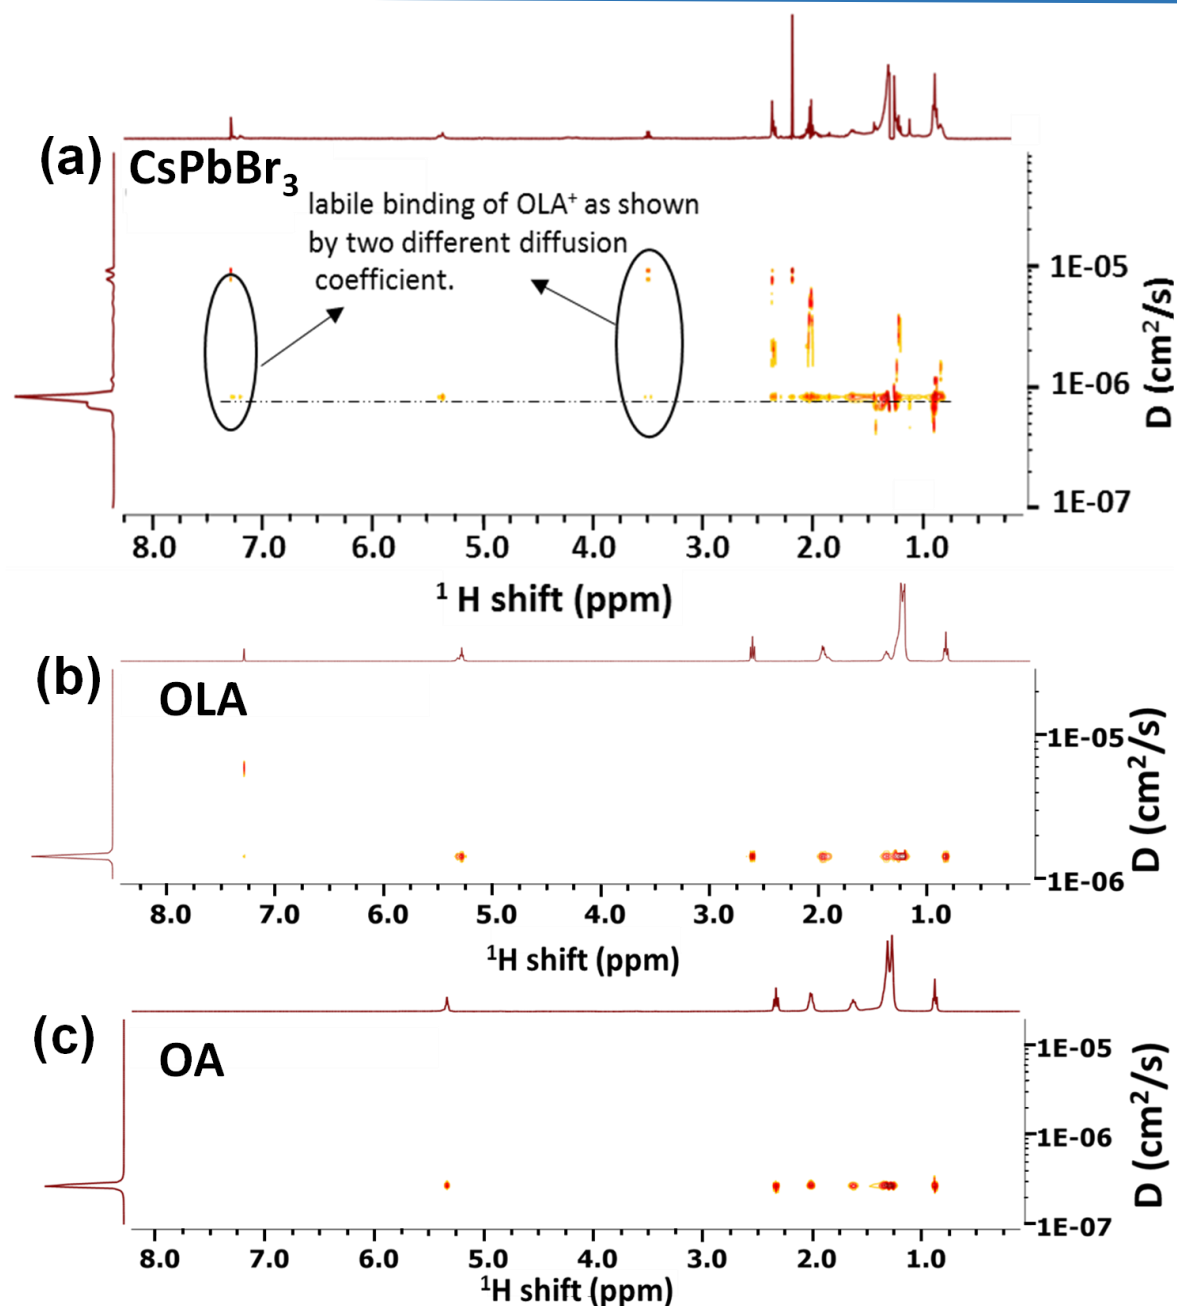 (a) CsPbBr₃
labile binding of OLA⁺ as shown
by two different diffusion
coefficient.
1E-05
1E-06
1E-07
D (cm²/s)
8.0 7.0 6.0 5.0 4.0 3.0 2.0 1.0
¹ H shift (ppm)
(b) OLA
1E-05
1E-06
D (cm²/s)
8.0 7.0 6.0 5.0 4.0 3.0 2.0 1.0
¹H shift (ppm)
(c) OA
1E-05
1E-06
1E-07
D (cm²/s)
8.0 7.0 6.0 5.0 4.0 3.0 2.0 1.0
¹H shift (ppm)